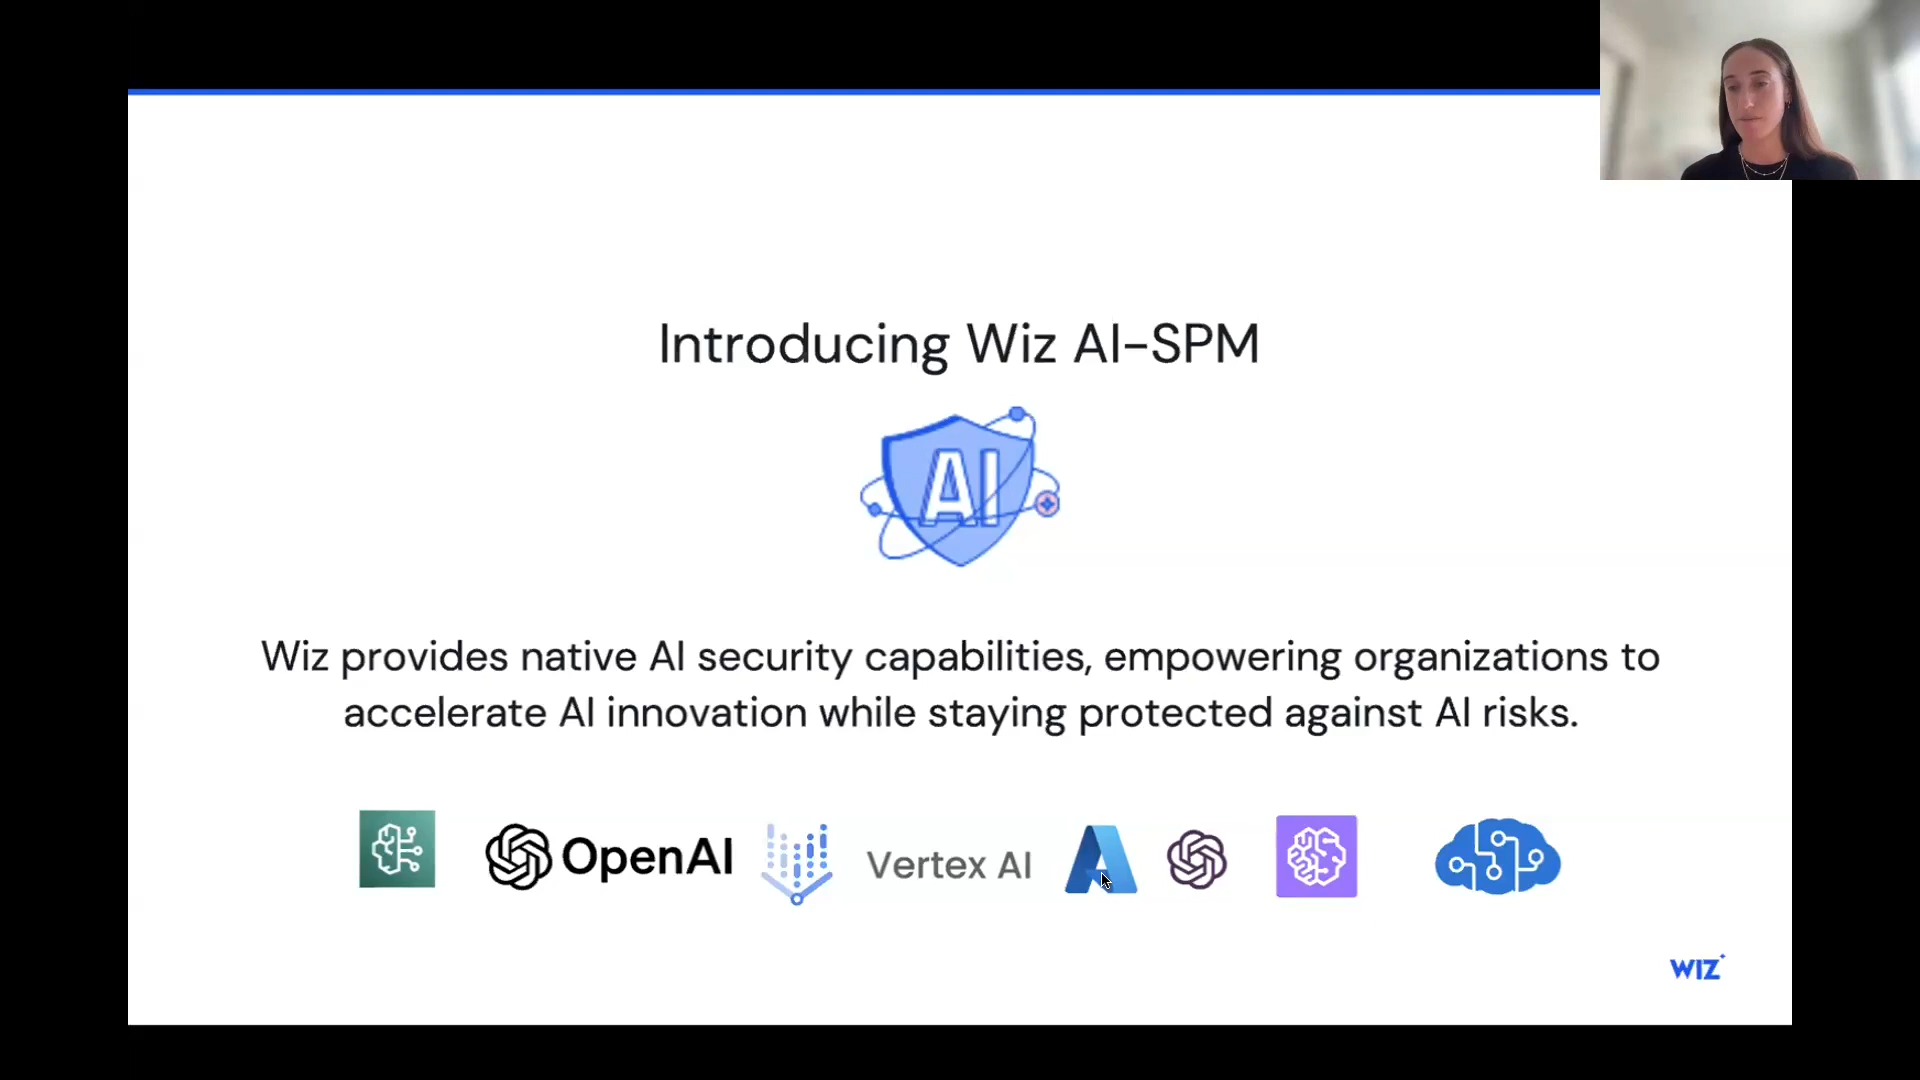 Introducing Wiz AI-SPM
AI
Wiz provides native AI security capabilities, empowering organizations to
accelerate AI innovation while staying protected against AI risks.
OpenAI
Vertex AI
WIZ